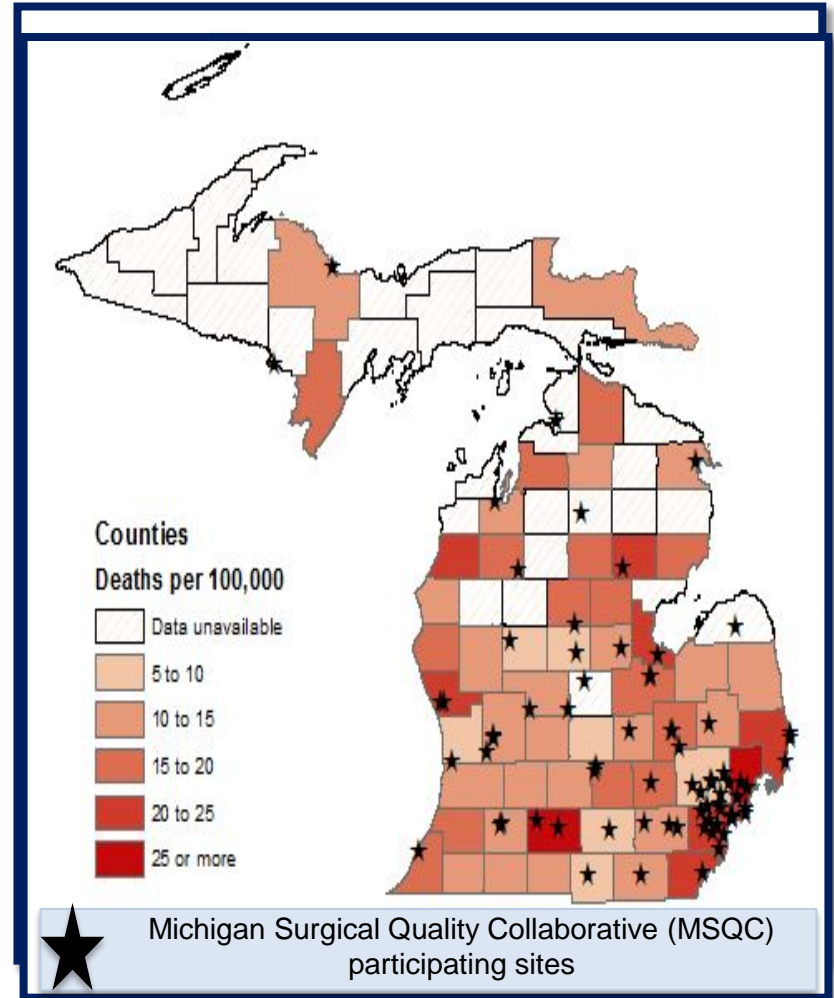 Counties
Deaths per 100,000
Data unavailable
5 to 10
10 to 15
15 to 20
20 to 25
25 or more
Michigan Surgical Quality Collaborative (MSQC)
participating sites